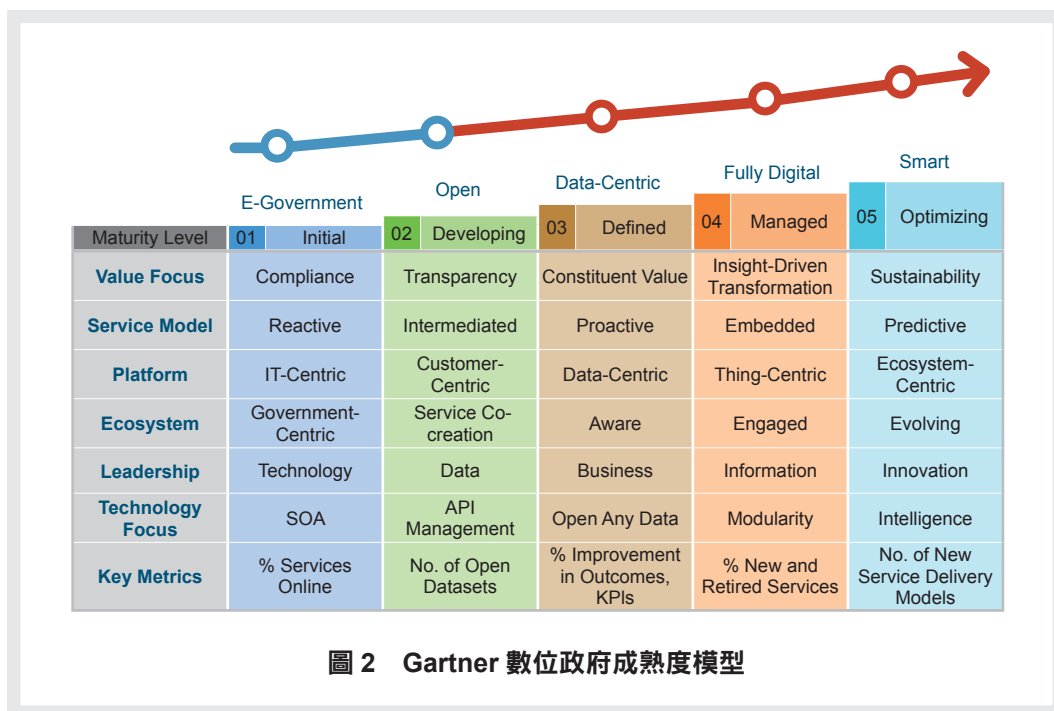 Smart
Fully Digital
Data-Centric
Open
E-Government
Maturity Level 01 Initial 02 Developing 03 Defined 04 Managed 05 Optimizing
Value Focus Compliance Transparency Constituent Value Insight-Driven
Transformation Sustainability
Service Model Reactive Intermediated Proactive Embedded Predictive
Platform IT-Centric Customer-
Centric Data-Centric Thing-Centric Ecosystem-
Centric
Ecosystem Government-
Centric Service Co-
creation Aware Engaged Evolving
Leadership Technology Data Business Information Innovation
Technology
Focus SOA API
Management Open Any Data Modularity Intelligence
Key Metrics % Services
Online No. of Open
Datasets % Improvement
in Outcomes,
KPIs % New and
Retired Services No. of New
Service Delivery
Models
圖 2 Gartner 數位政府成熟度模型